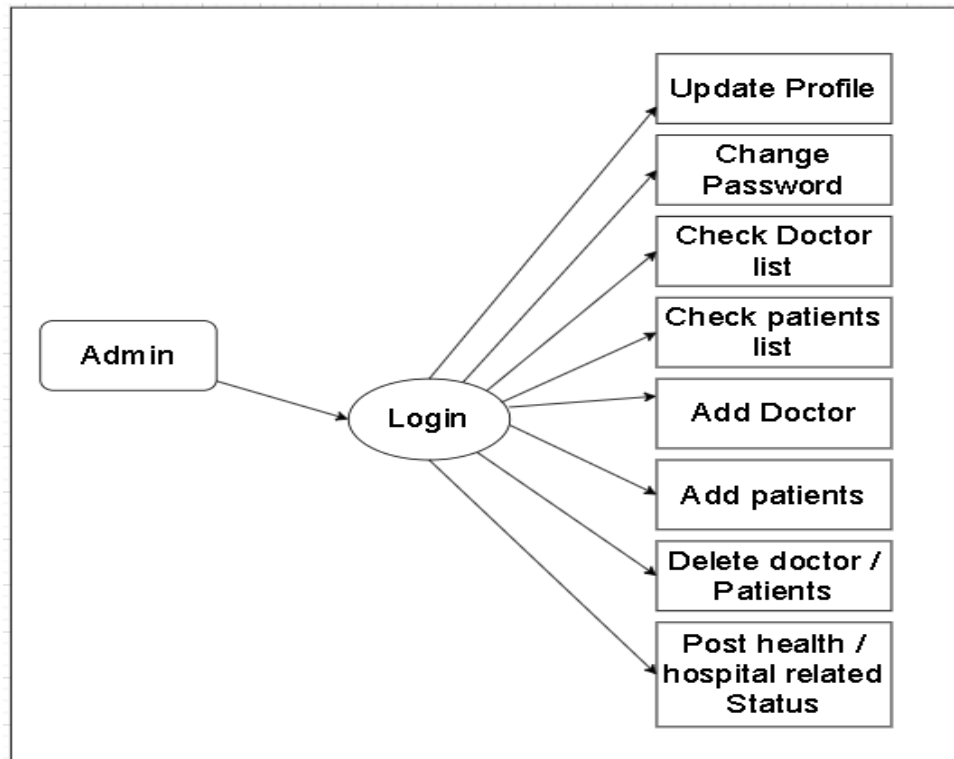 Update Profile
Change
Password
Check Doctor
list
Check patients
list
Admin
Login
Add Doctor
Add patients
Delete doctor /
Patients
Post health /
hospital related
Status